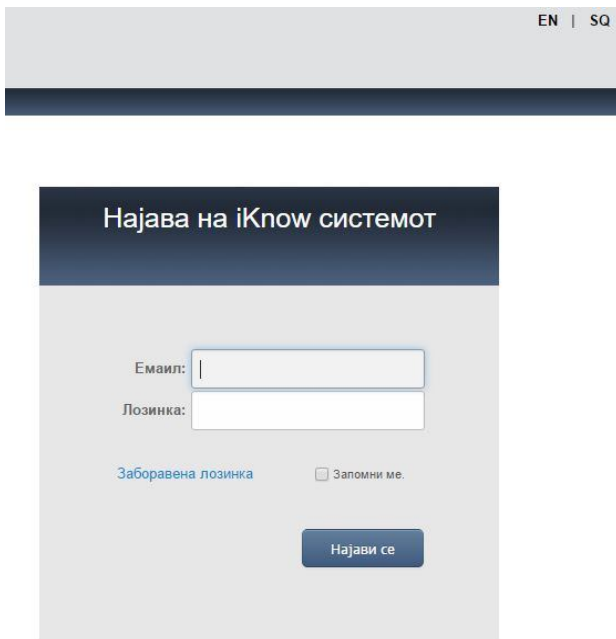 EN | SQ
Најава на iKnow системот
Емаил:
Лозинка:
Заборавена лозинка Запомни ме.
Најави се